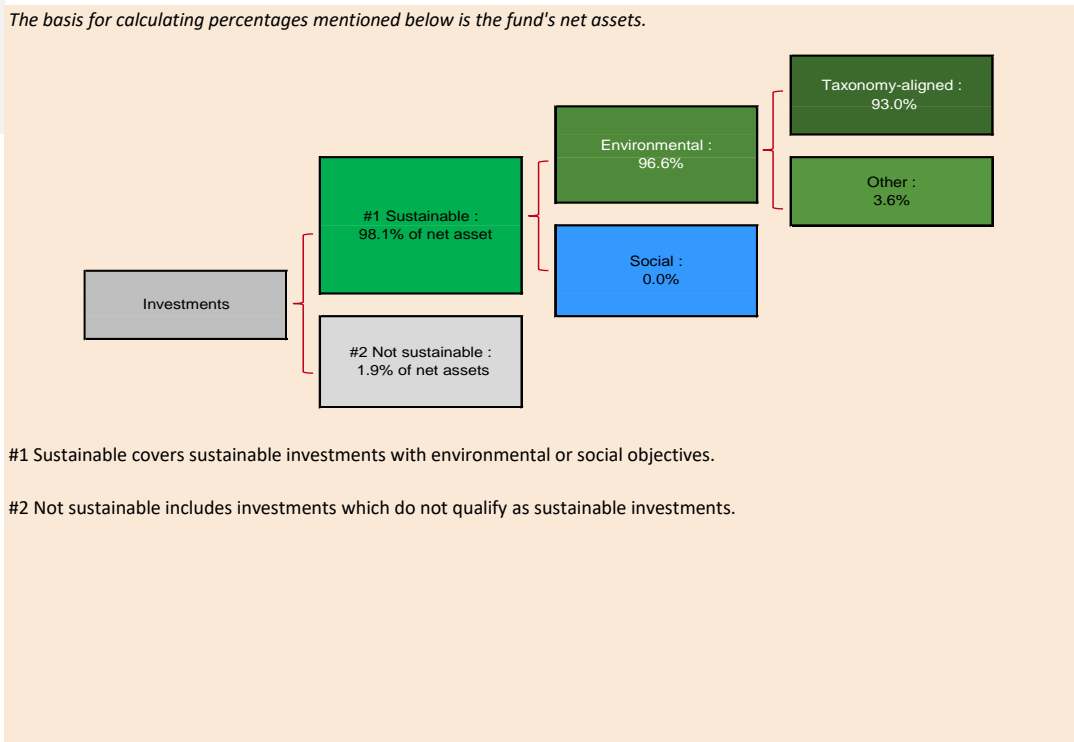 The basis for calculating percentages mentioned below is the fund's net assets.
Taxonomy-aligned :
93.0%
Environmental :
96.6%
Other :
3.6%
#1 Sustainable :
98.1% of net asset
Social :
0.0%
Investments
#2 Not sustainable :
1.9% of net assets
#1 Sustainable covers sustainable investments with environmental or social objectives.
#2 Not sustainable includes investments which do not qualify as sustainable investments.